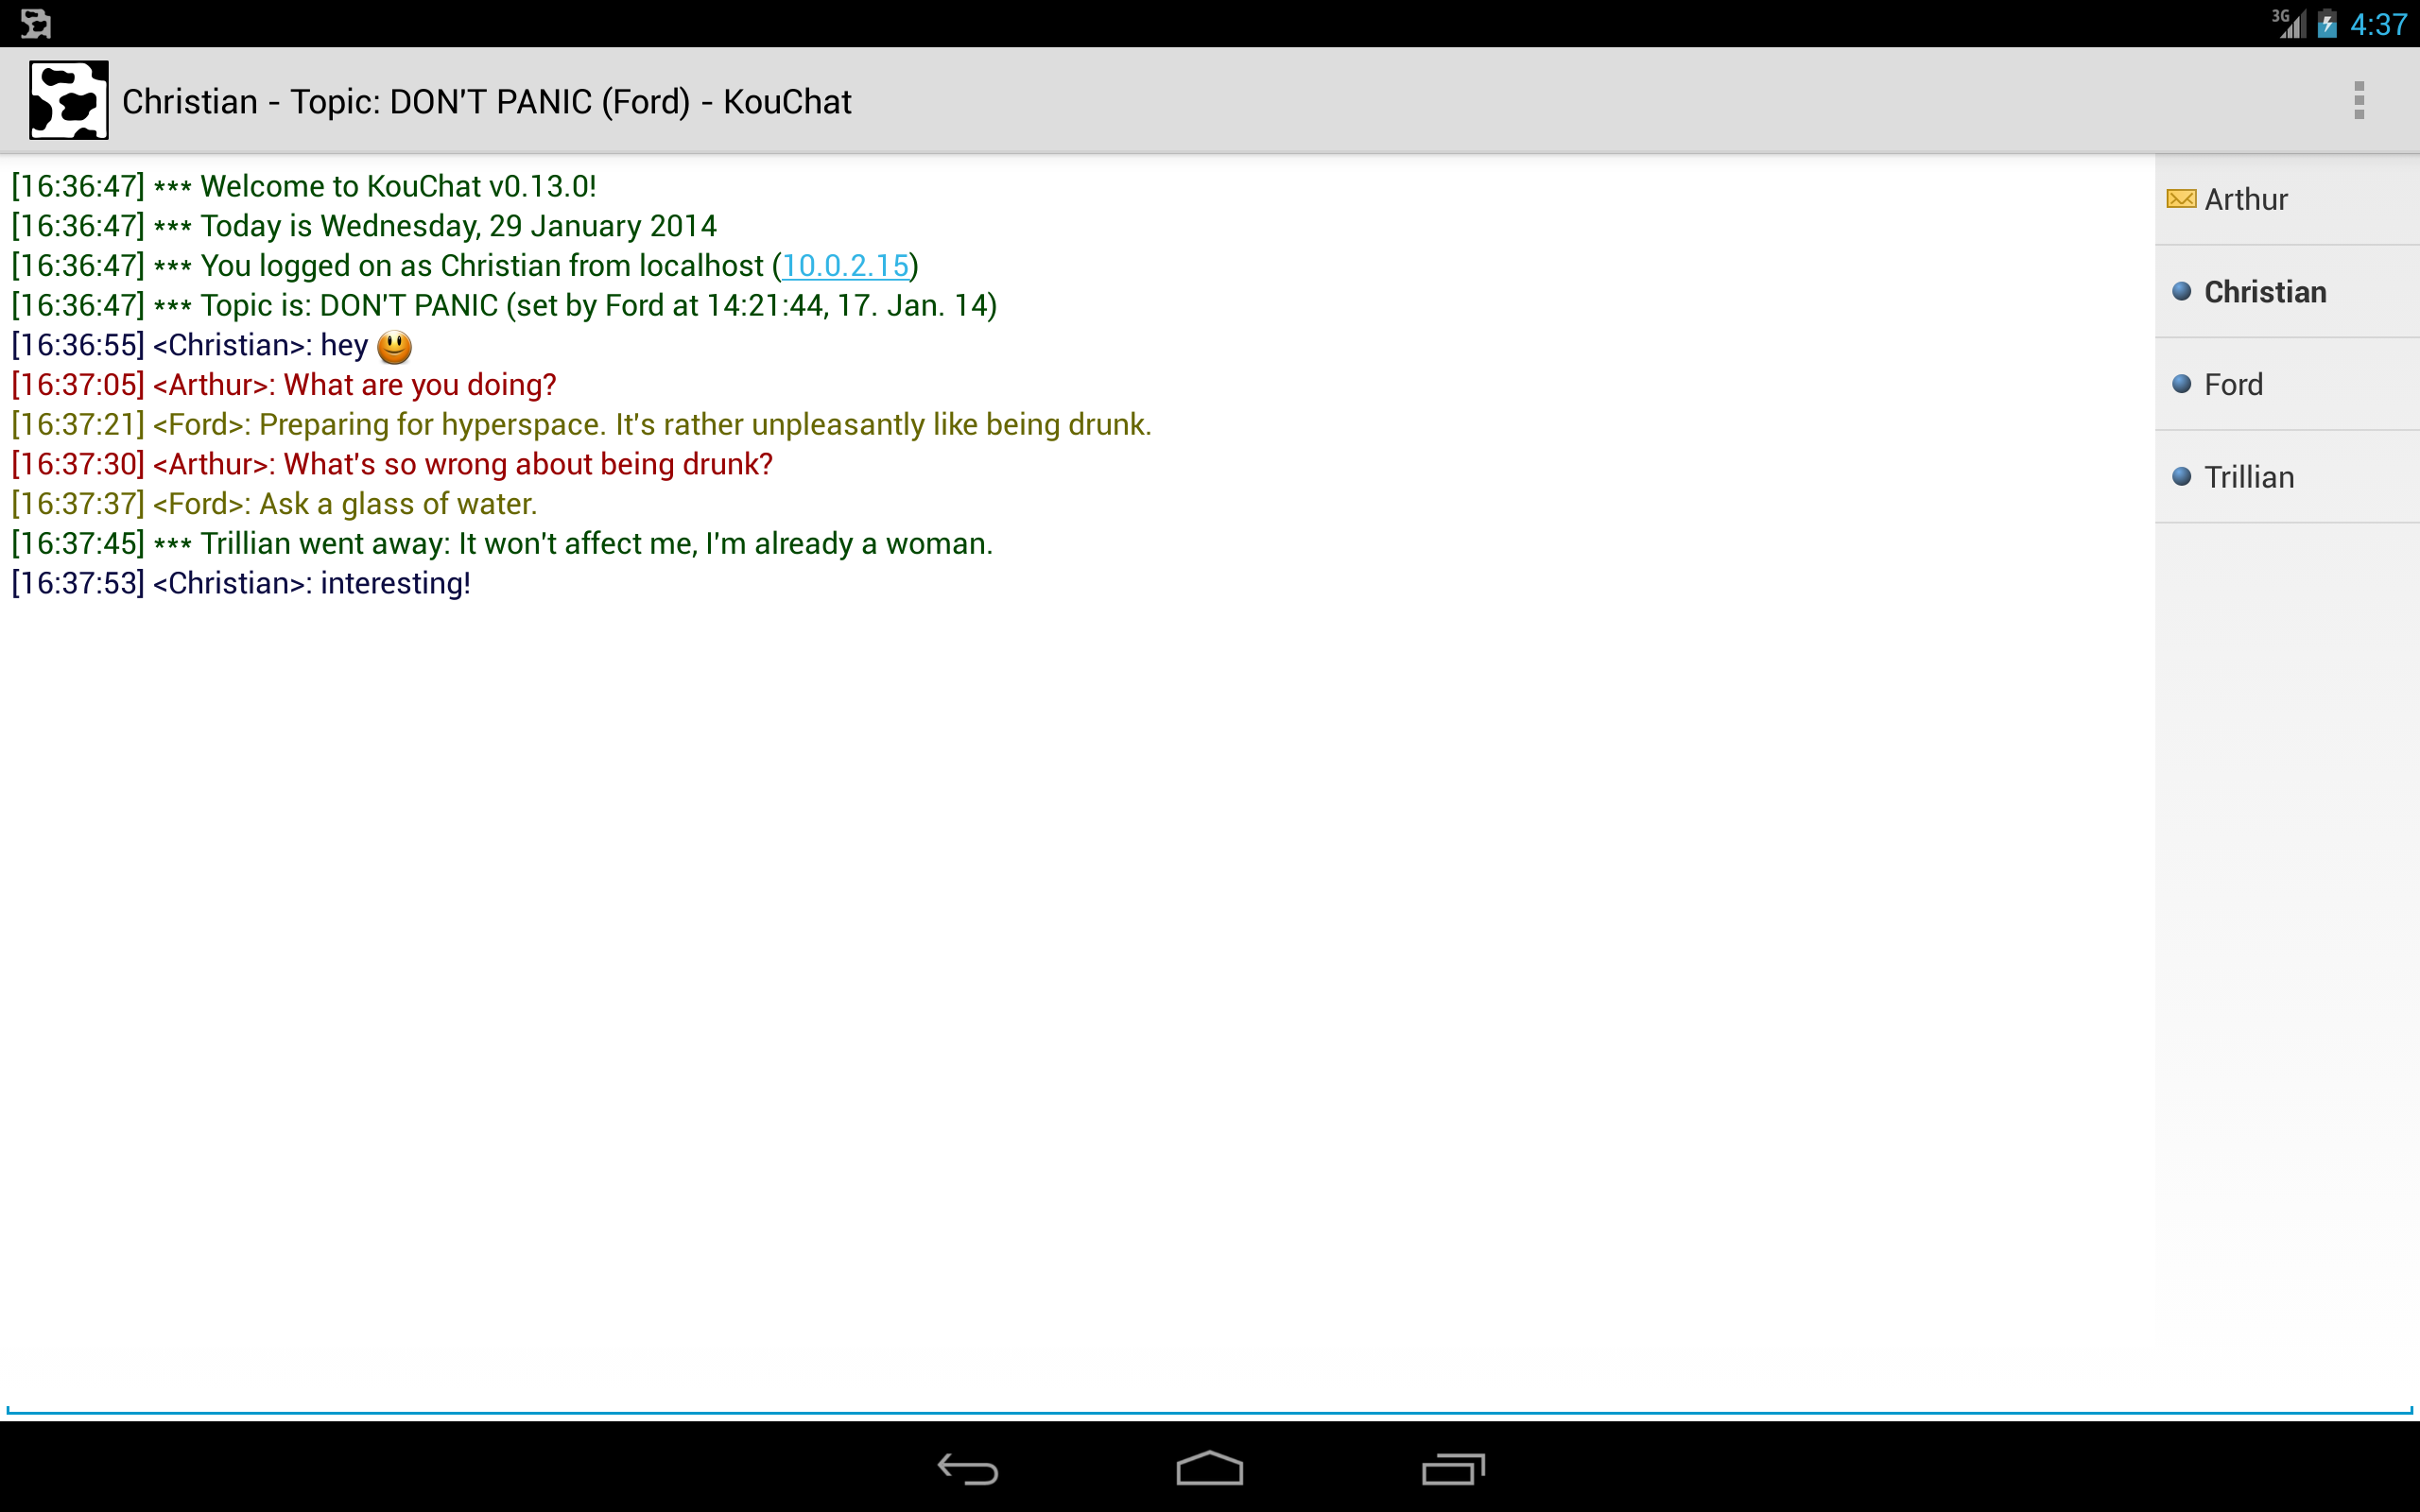 3G 4:37
Christian - Topic: DON'T PANIC (Ford) - KouChat
[16:36:47] *** Welcome to KouChat v0.13.0!
[16:36:47] *** Today is Wednesday, 29 January 2014
[16:36:47] *** You logged on as Christian from localhost (10.0.2.15)
[16:36:47] *** Topic is: DON'T PANIC (set by Ford at 14:21:44, 17. Jan. 14)
[16:36:55] <Christian>: hey
[16:37:05] <Arthur>: What are you doing?
[16:37:21] <Ford>: Preparing for hyperspace. It's rather unpleasantly like being drunk.
[16:37:30] <Arthur>: What's so wrong about being drunk?
[16:37:37] <Ford>: Ask a glass of water.
[16:37:45] *** Trillian went away: It won't affect me, I'm already a woman.
[16:37:53] <Christian>: interesting!
Arthur
Christian
Ford
Trillian